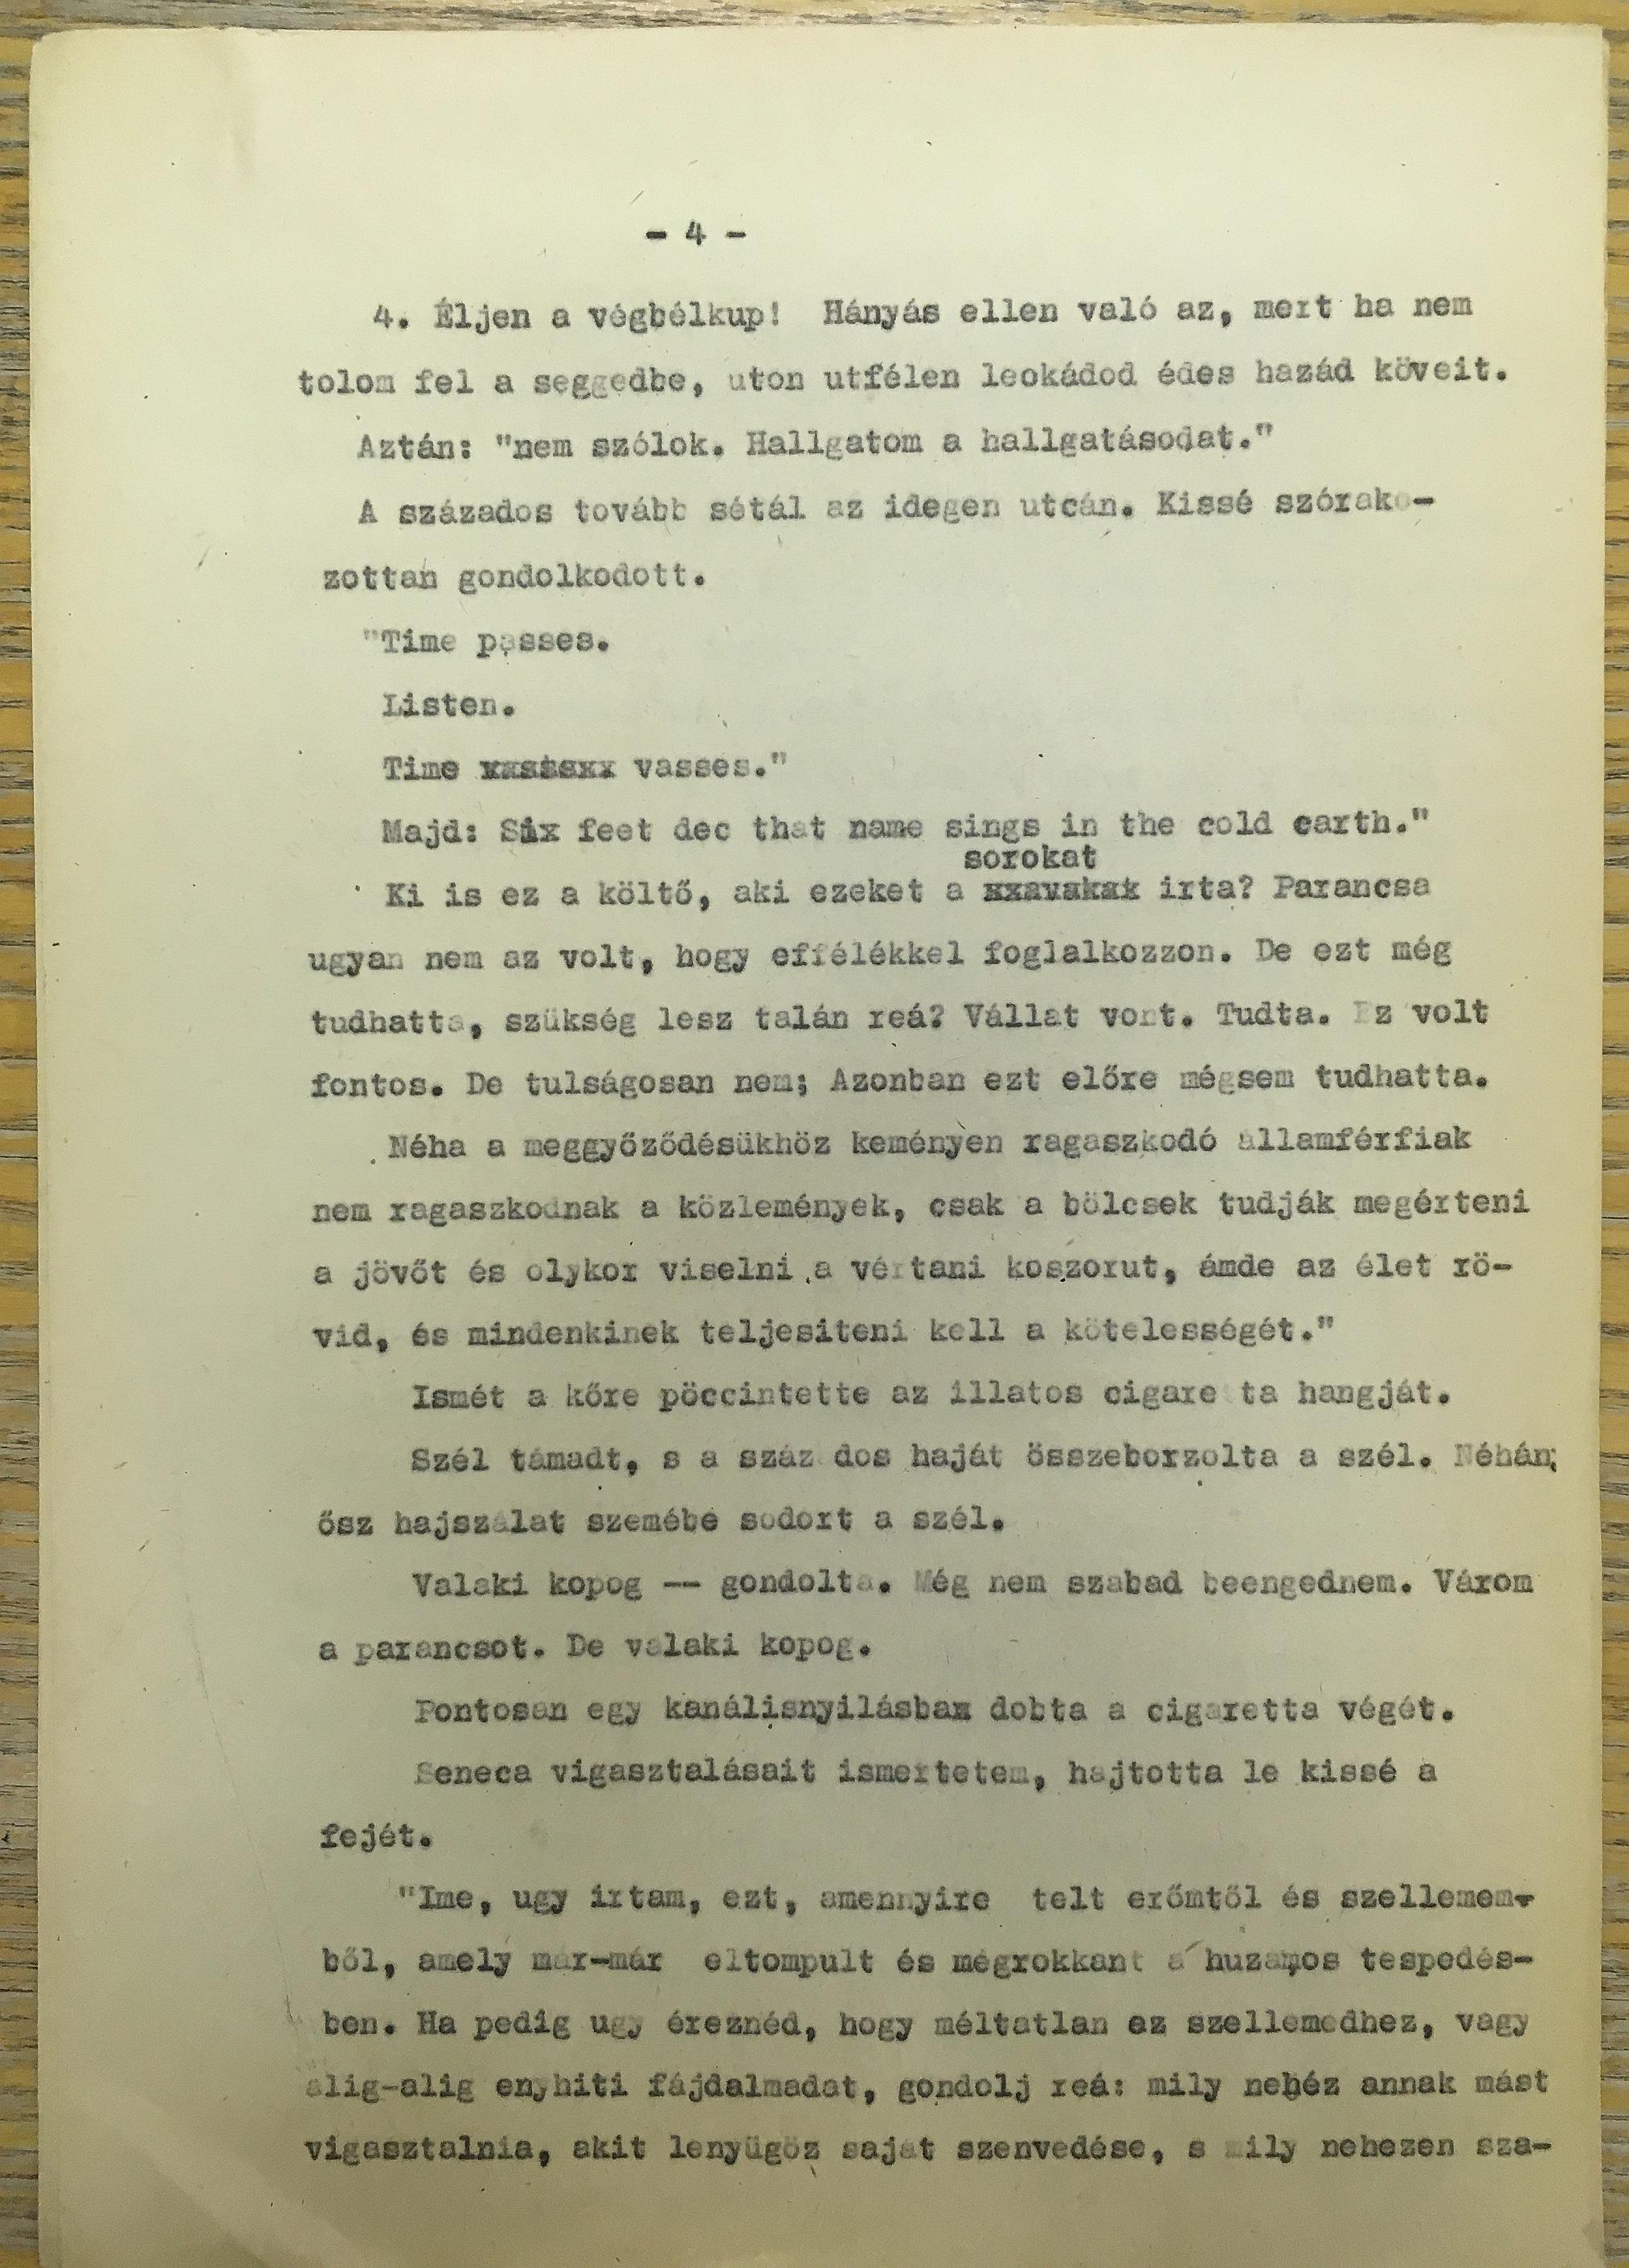 - 4 -
4. Éljen a végbélkup! Hányás ellen való az, mert ha nem
tolom fel a seggedbe, uton utfélen leokádod édes hazád köveit.
Aztán: "nem szólok. Hallgatom a hallgatásodat."
A százados tovább sétál az idegen utcán. Kissé szórako-
zottan gondolkodott.
"Time passes.
Listen.
Time vasses."
Majd: Six feet dec that name sings in the cold earth."
sorokat
Ki is ez a költő, aki ezeket a irta? Parancsa
ugyan nem az volt, hogy effélékkel foglalkozzon. De ezt még
tudhatta, szükség lesz talán reá? Vállat vont. Tudta. Ez volt
fontos. De tulságosan nem; Azonban ezt előre mégsem tudhatta.
Néha a meggyőződésükhöz keményen ragaszkodó államférfiak
nem ragaszkodnak a közlemények, csak a bölcsek tudják megérteni
a jövőt és olykor viselni a vértani koszorut, ámde az élet rö-
vid, és mindenkinek teljesiteni kell a kötelességét."
Ismét a kőre pöccintette az illatos cigaretta hangját.
Szél támadt, s a százados haját összeborzolta a szél. Néhány
ősz hajszálat szemébe sodort a szél.
Valaki kopog -- gondolta. Még nem szabad beengednem. Várom
a parancsot. De valaki kopog.
Pontosan egy kanálisnyilásban dobta a cigaretta végét.
Seneca vigasztalásait ismertetem, hajtotta le kissé a
fejét.
"Ime, ugy irtam, ezt, amennyire telt erőmtől és szellemem-
ből, amely már-már eltompult és megrokkant a huzamos tespedés-
ben. Ha pedig ugy éreznéd, hogy méltatlan az szellemedhez, vagy
alig-alig enyhiti fájdalmadat, gondolj reá: mily nehéz annak mást
vigasztalnia, akit lenyügöz saját szenvedése, s mily nehezen sza-